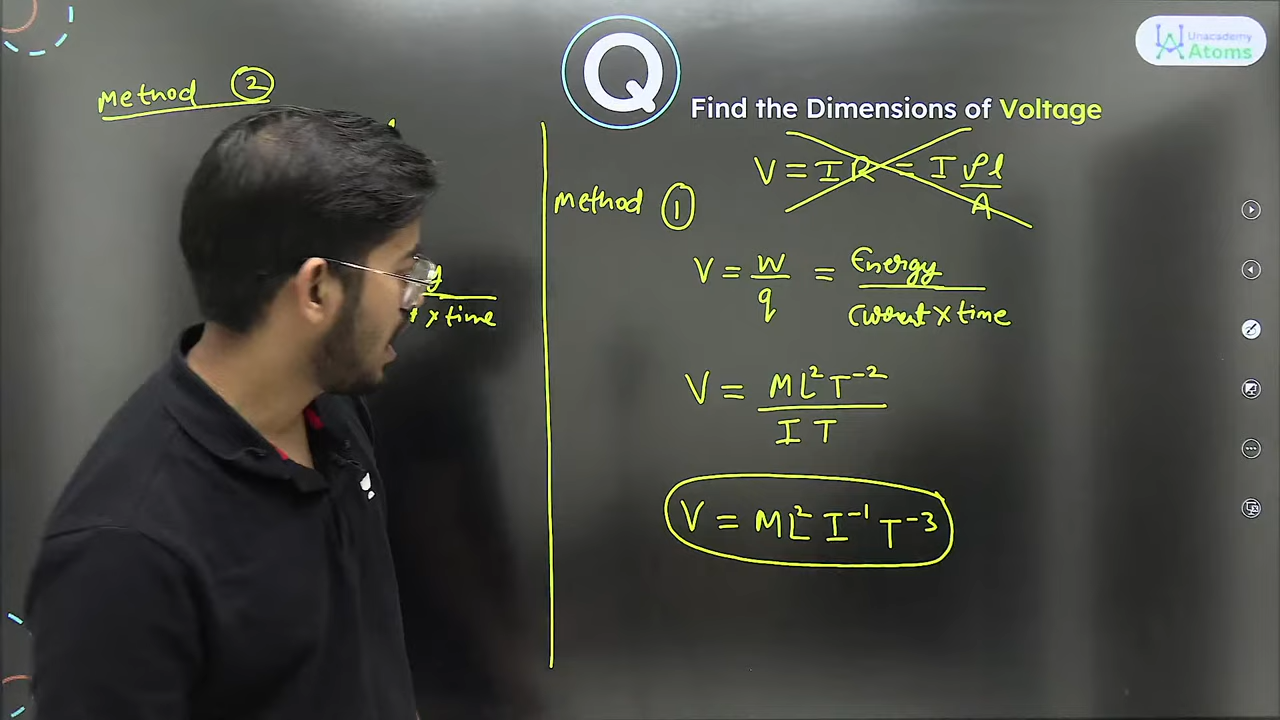 Unacademy
Atoms
Q
Find the Dimensions of Voltage
V = IR = I ρl/A
Method 1
V = W/q = Energy/Current × time
V = ML²T⁻²/IT
V = ML²I⁻¹T⁻³
Method 2
y
× time